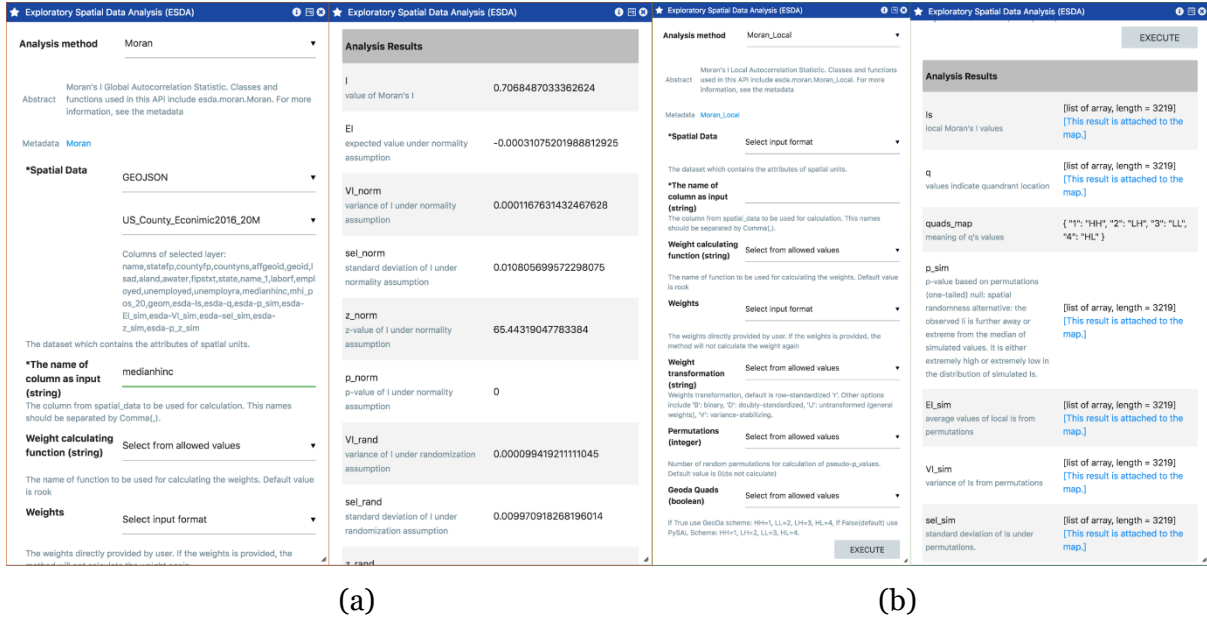 Exploratory Spatial Data Analysis (ESDA)
Analysis method
Moran
Abstract
Moran's I Global Autocorrelation Statistic. Classes and
functions used in this API include esda.moran.Moran. For more
information, see the metadata
Metadata Moran
*Spatial Data
GEOJSON
US_County_Econimic2016_20M
Columns of selected layer:
name,statefp,countyfp,countyns,affgeoid,geoid,l
sad,aland,awater,fipstxt,state,name_1,laborf,empl
oyed,unemployed,unemployra,medianhinc,mhi_p
os_20,geom,esda-Is,esda-q,esda-p_sim,esda-
EI_sim,esda-VI_sim,esda-seI_sim,esda-
z_sim,esda-p_z_sim
The dataset which contains the attributes of spatial units.
*The name of
column as input
(string)
medianhinc
The column from spatial_data to be used for calculation. This names
should be separated by Comma(,).
Weight calculating
function (string)
Select from allowed values
The name of function to be used for calculating the weights. Default value
is rook
Weights
Select input format
The weights directly provided by user. If the weights is provided, the
method will not calculate the weight again
Exploratory Spatial Data Analysis (ESDA)
Analysis Results
I
value of Moran's I
0.7068487033362624
EI
expected value under normality
assumption
-0.00031075201988812925
VI_norm
variance of I under normality
assumption
0.0001167631432467628
seI_norm
standard deviation of I under
normality assumption
0.010805699572298075
z_norm
z-value of I under normality
assumption
65.44319047783384
p_norm
p-value of I under normality
assumption
0
VI_rand
variance of I under randomization
assumption
0.000099419211111045
seI_rand
standard deviation of I under
randomization assumption
0.009970918268196014
z_rand
(a)
Exploratory Spatial Data Analysis (ESDA)
Analysis method
Moran_Local
Abstract
Moran's I Local Autocorrelation Statistic. Classes and functions
used in this API include esda.moran.Moran_Local. For more
information, see the metadata
Metadata Moran_Local
*Spatial Data
Select input format
The dataset which contains the attributes of spatial units.
*The name of
column as input
(string)
The column from spatial_data to be used for calculation. This names
should be separated by Comma(,).
Weight calculating
function (string)
Select from allowed values
The name of function to be used for calculating the weights. Default value
is rook
Weights
Select input format
The weights directly provided by user. If the weights is provided, the
method will not calculate the weight again
Weight
transformation
(string)
Select from allowed values
Weights transformation, default is row-standardized 'r'. Other options
include 'B': binary, 'D': doubly-standardized, 'U': untransformed (general
weights), 'V': variance-stabilizing.
Permutations
(integer)
Select from allowed values
Number of random permutations for calculation of pseudo-p_values.
Default value is 0(do not calculate)
Geoda Quads
(boolean)
Select from allowed values
If True use GeoDa scheme: HH=1, LL=2, LH=3, HL=4, If False(default) use
PySAL Scheme: HH=1, LH=2, LL=3, HL=4.
EXECUTE
Exploratory Spatial Data Analysis (ESDA)
EXECUTE
Analysis Results
Is
local Moran's I values
[list of array, length = 3219]
[This result is attached to the
map.]
q
values indicate quandrant location
[list of array, length = 3219]
[This result is attached to the
map.]
quads_map
meaning of q's values
{ "1": "HH", "2": "LH", "3": "LL",
"4": "HL" }
p_sim
p-value based on permutations
(one-tailed) null: spatial
randomness alternative: the
observed Ii is further away or
extreme from the median of
simulated values. It is either
extremely high or extremely low in
the distribution of simulated Is.
[list of array, length = 3219]
[This result is attached to the
map.]
EI_sim
average values of local Is from
permutations
[list of array, length = 3219]
[This result is attached to the
map.]
VI_sim
variance of Is from permutations
[list of array, length = 3219]
[This result is attached to the
map.]
seI_sim
standard deviation of Is under
permutations.
[list of array, length = 3219]
[This result is attached to the
map.]
(b)